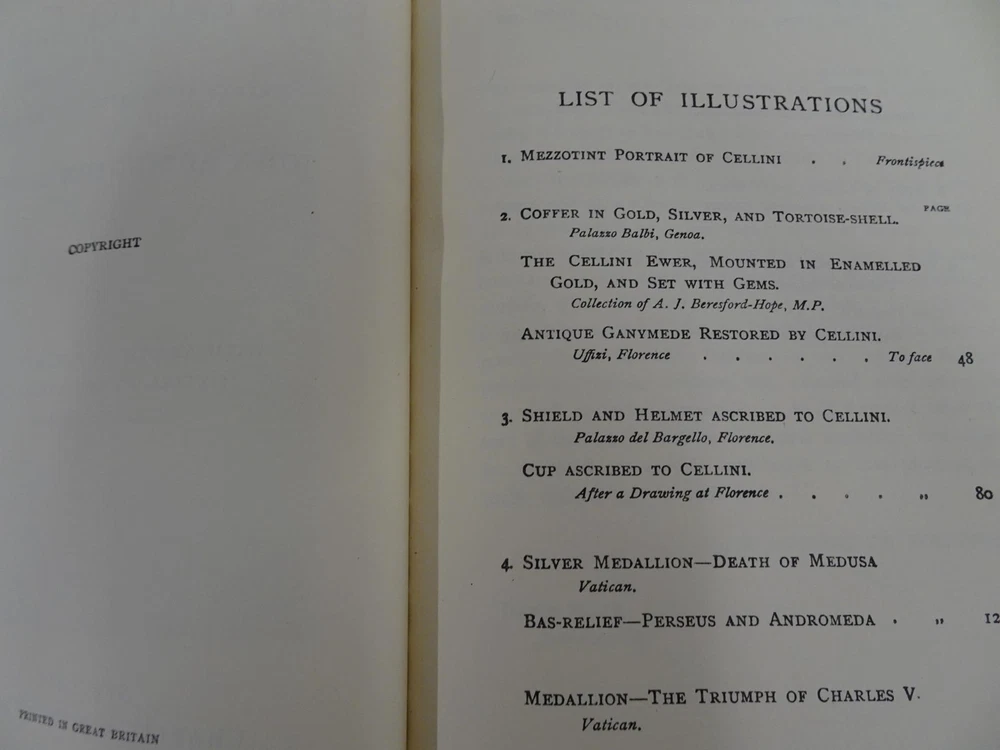 COPYRIGHT
PRINTED IN GREAT BRITAIN
LIST OF ILLUSTRATIONS
1. MEZZOTINT PORTRAIT OF CELLINI . . Frontispiece
PAGE
2. COFFER IN GOLD, SILVER, AND TORTOISE-SHELL.
Palazzo Balbi, Genoa.
THE CELLINI EWER, MOUNTED IN ENAMELLED
GOLD, AND SET WITH GEMS.
Collection of A. J. Beresford-Hope, M.P.
ANTIQUE GANYMEDE RESTORED BY CELLINI.
Uffizi, Florence . . . . . . To face 48
3. SHIELD AND HELMET ASCRIBED TO CELLINI.
Palazzo del Bargello, Florence.
CUP ASCRIBED TO CELLINI.
After a Drawing at Florence . . . . „ 80
4. SILVER MEDALLION—DEATH OF MEDUSA
Vatican.
BAS-RELIEF—PERSEUS AND ANDROMEDA . „ 12
MEDALLION—THE TRIUMPH OF CHARLES V.
Vatican.